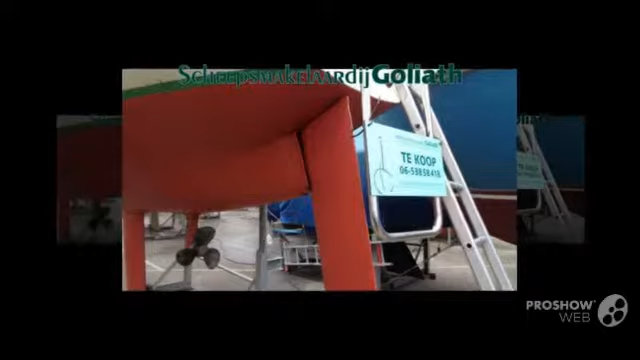 Scheepsmakelaardij Goliath
TE KOOP
06-53858418
PROSHOW
WEB